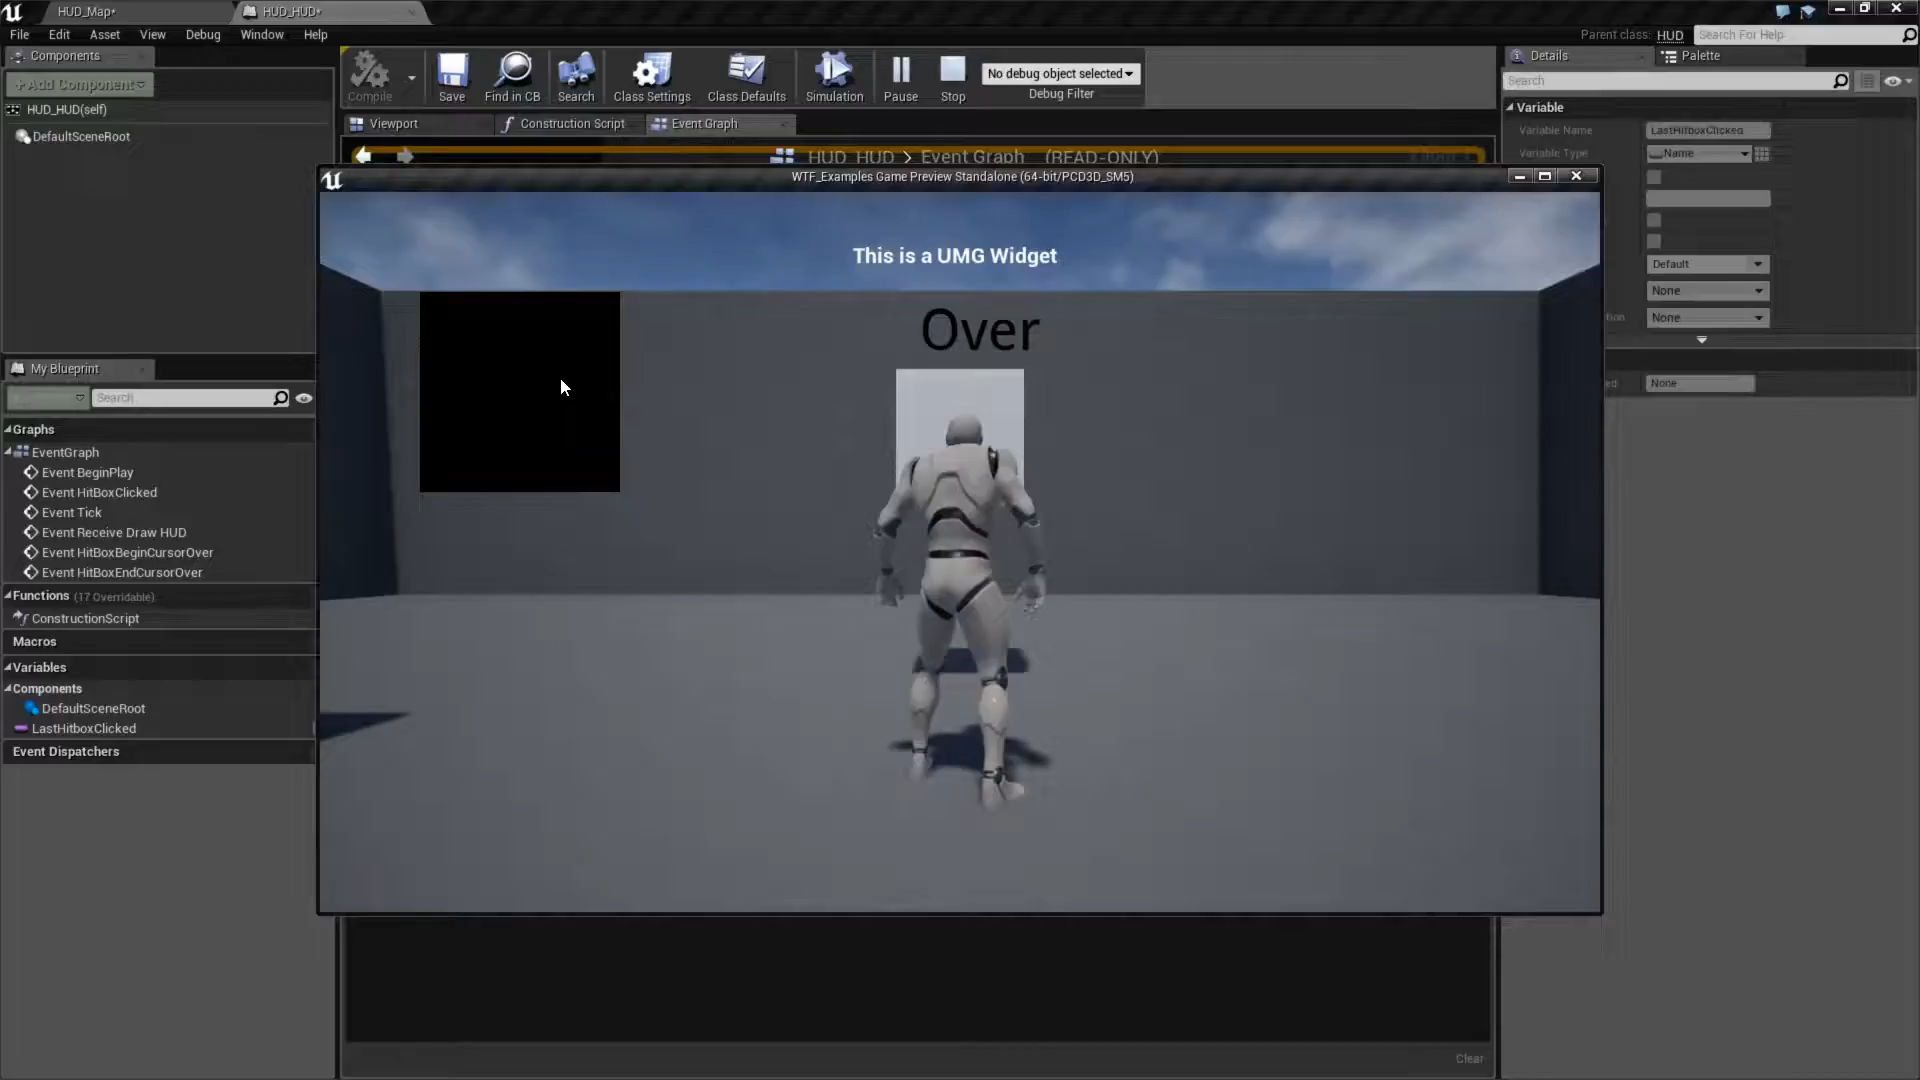 HUD_Map*
HUD_HUD*
File Edit Asset View Debug Window Help
Parent class: HUD
Search For Help
Components
+Add Component
HUD_HUD(self)
DefaultSceneRoot
Compile
Save
Find in CB
Search
Class Settings
Class Defaults
Simulation
Pause
Stop
No debug object selected
Debug Filter
Details
Palette
Search
Viewport
Construction Script
Event Graph
HUD_HUD > Event Graph (READ-ONLY)
Variable
Variable Name
LastHitboxClicked
Variable Type
Name
Default
None
tion
None
ed
None
WTF_Examples Game Preview Standalone (64-bit/PCD3D_SM5)
This is a UMG Widget
Over
My Blueprint
Search
Graphs
EventGraph
Event BeginPlay
Event HitBoxClicked
Event Tick
Event Receive Draw HUD
Event HitBoxBeginCursorOver
Event HitBoxEndCursorOver
Functions (17 Overridable)
ConstructionScript
Macros
Variables
Components
DefaultSceneRoot
LastHitboxClicked
Event Dispatchers
Clear